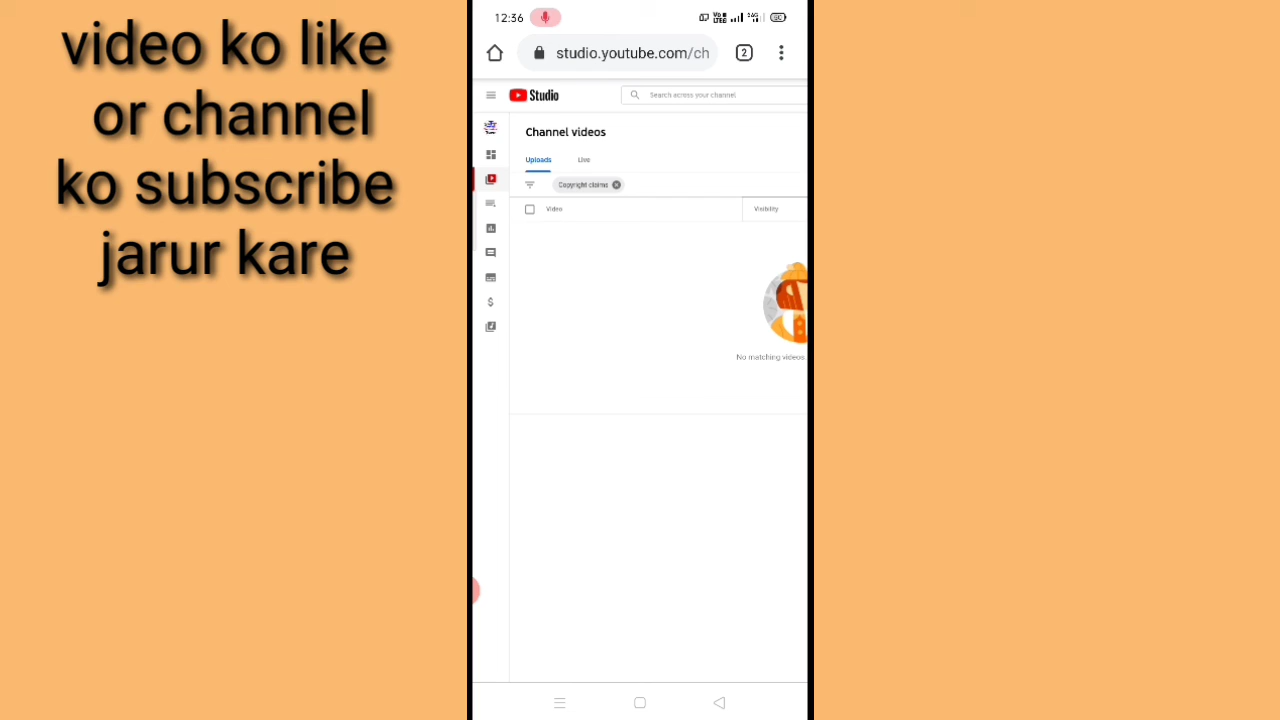 video ko like
or channel
ko subscribe
jarur kare
12:36
studio.youtube.com/ch
2
Studio
Search across your channel
Channel videos
Uploads
Live
Copyright claims
Video
Visibility
No matching videos.